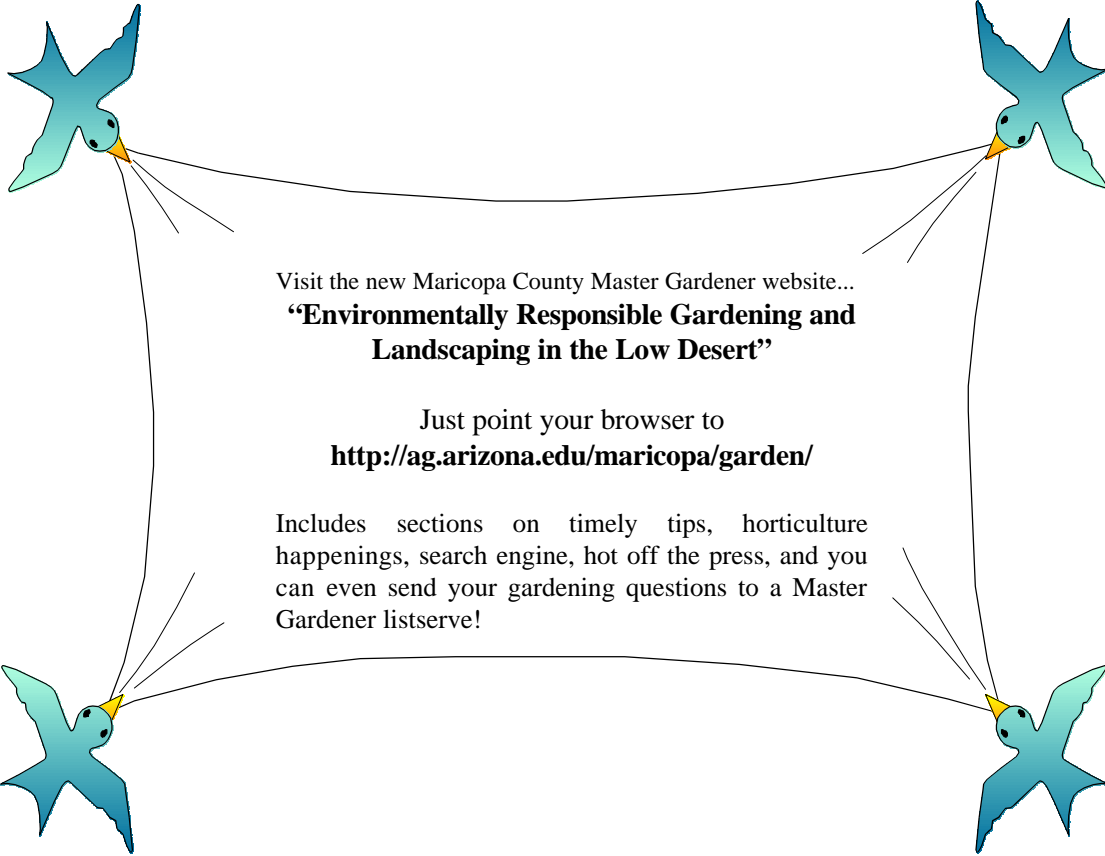 Visit the new Maricopa County Master Gardener website...
“Environmentally Responsible Gardening and
Landscaping in the Low Desert”
Just point your browser to
http://ag.arizona.edu/maricopa/garden/
Includes sections on timely tips, horticulture
happenings, search engine, hot off the press, and you
can even send your gardening questions to a Master
Gardener listserve!